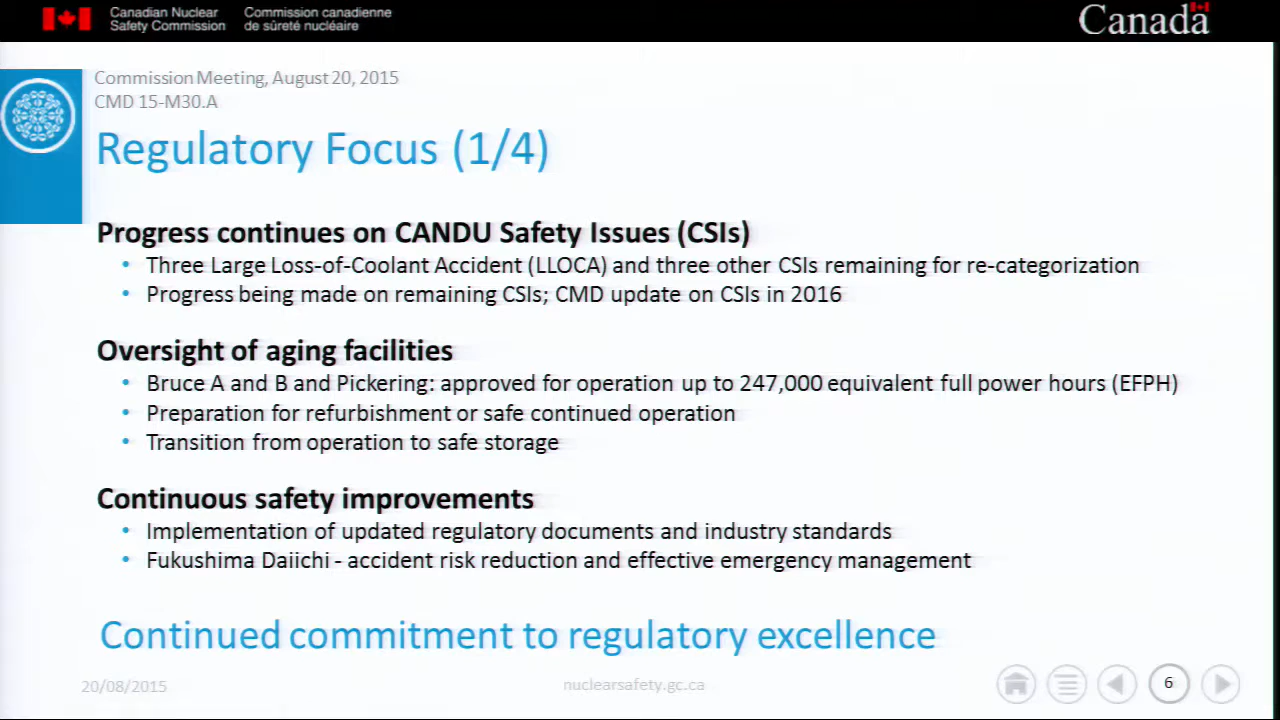 Canadian Nuclear Safety Commission
Commission canadienne de sûreté nucléaire
Canada
Commission Meeting, August 20, 2015
CMD 15-M30.A
Regulatory Focus (1/4)
Progress continues on CANDU Safety Issues (CSIs)
• Three Large Loss-of-Coolant Accident (LLOCA) and three other CSIs remaining for re-categorization
• Progress being made on remaining CSIs; CMD update on CSIs in 2016
Oversight of aging facilities
• Bruce A and B and Pickering: approved for operation up to 247,000 equivalent full power hours (EFPH)
• Preparation for refurbishment or safe continued operation
• Transition from operation to safe storage
Continuous safety improvements
• Implementation of updated regulatory documents and industry standards
• Fukushima Daiichi - accident risk reduction and effective emergency management
Continued commitment to regulatory excellence
20/08/2015
nuclearsafety.gc.ca
6